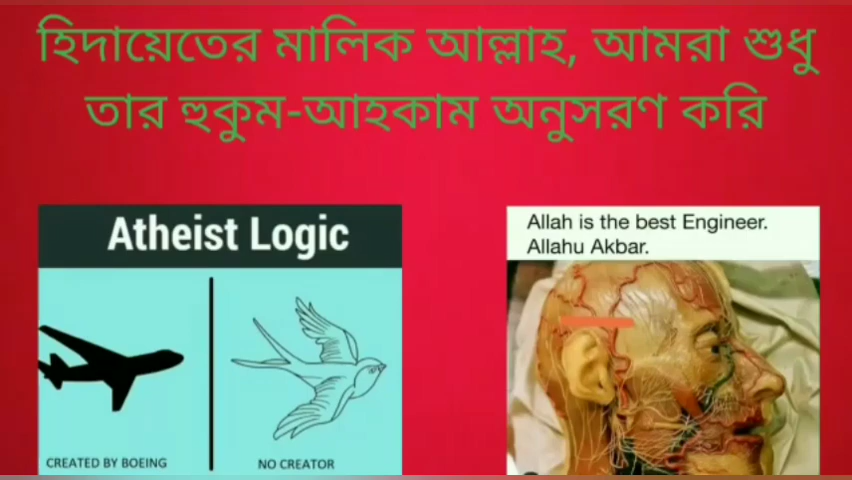 হিদায়েতের মালিক আল্লাহ, আমরা শুধু
তার হুকুম-আহকাম অনুসরণ করি
Atheist Logic
CREATED BY BOEING
NO CREATOR
Allah is the best Engineer.
Allahu Akbar.